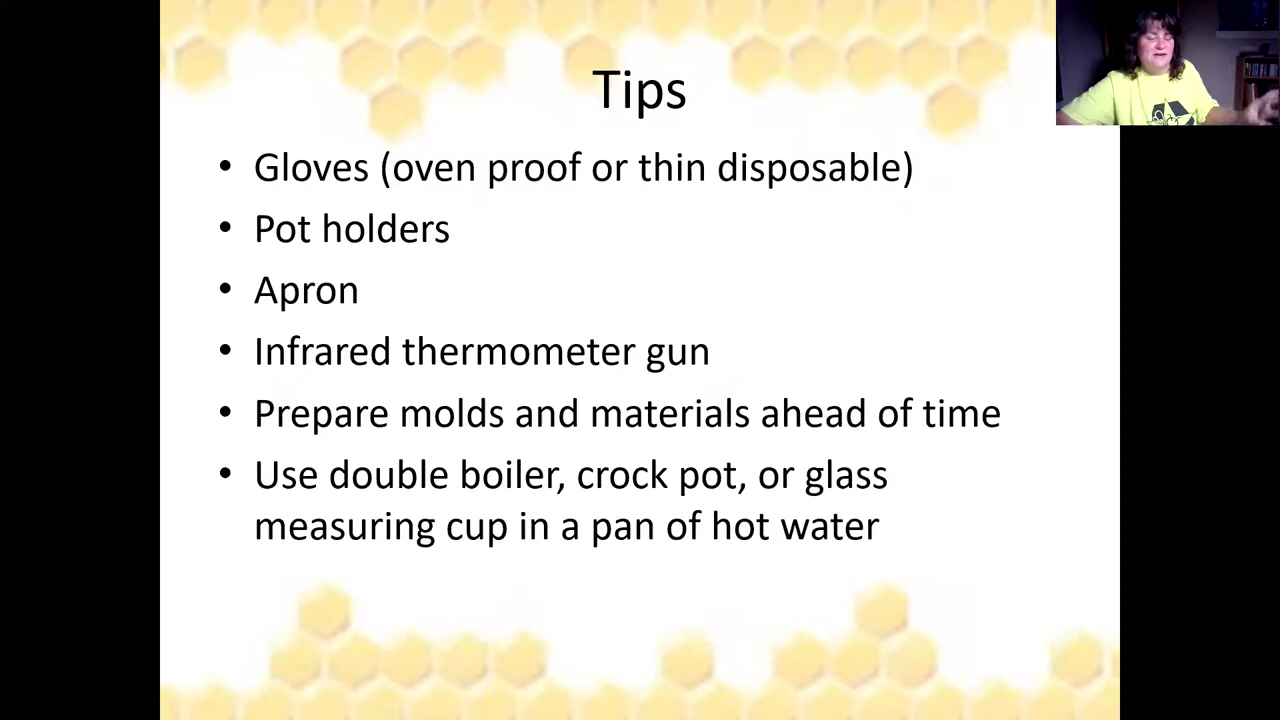 Tips
• Gloves (oven proof or thin disposable)
• Pot holders
• Apron
• Infrared thermometer gun
• Prepare molds and materials ahead of time
• Use double boiler, crock pot, or glass
measuring cup in a pan of hot water